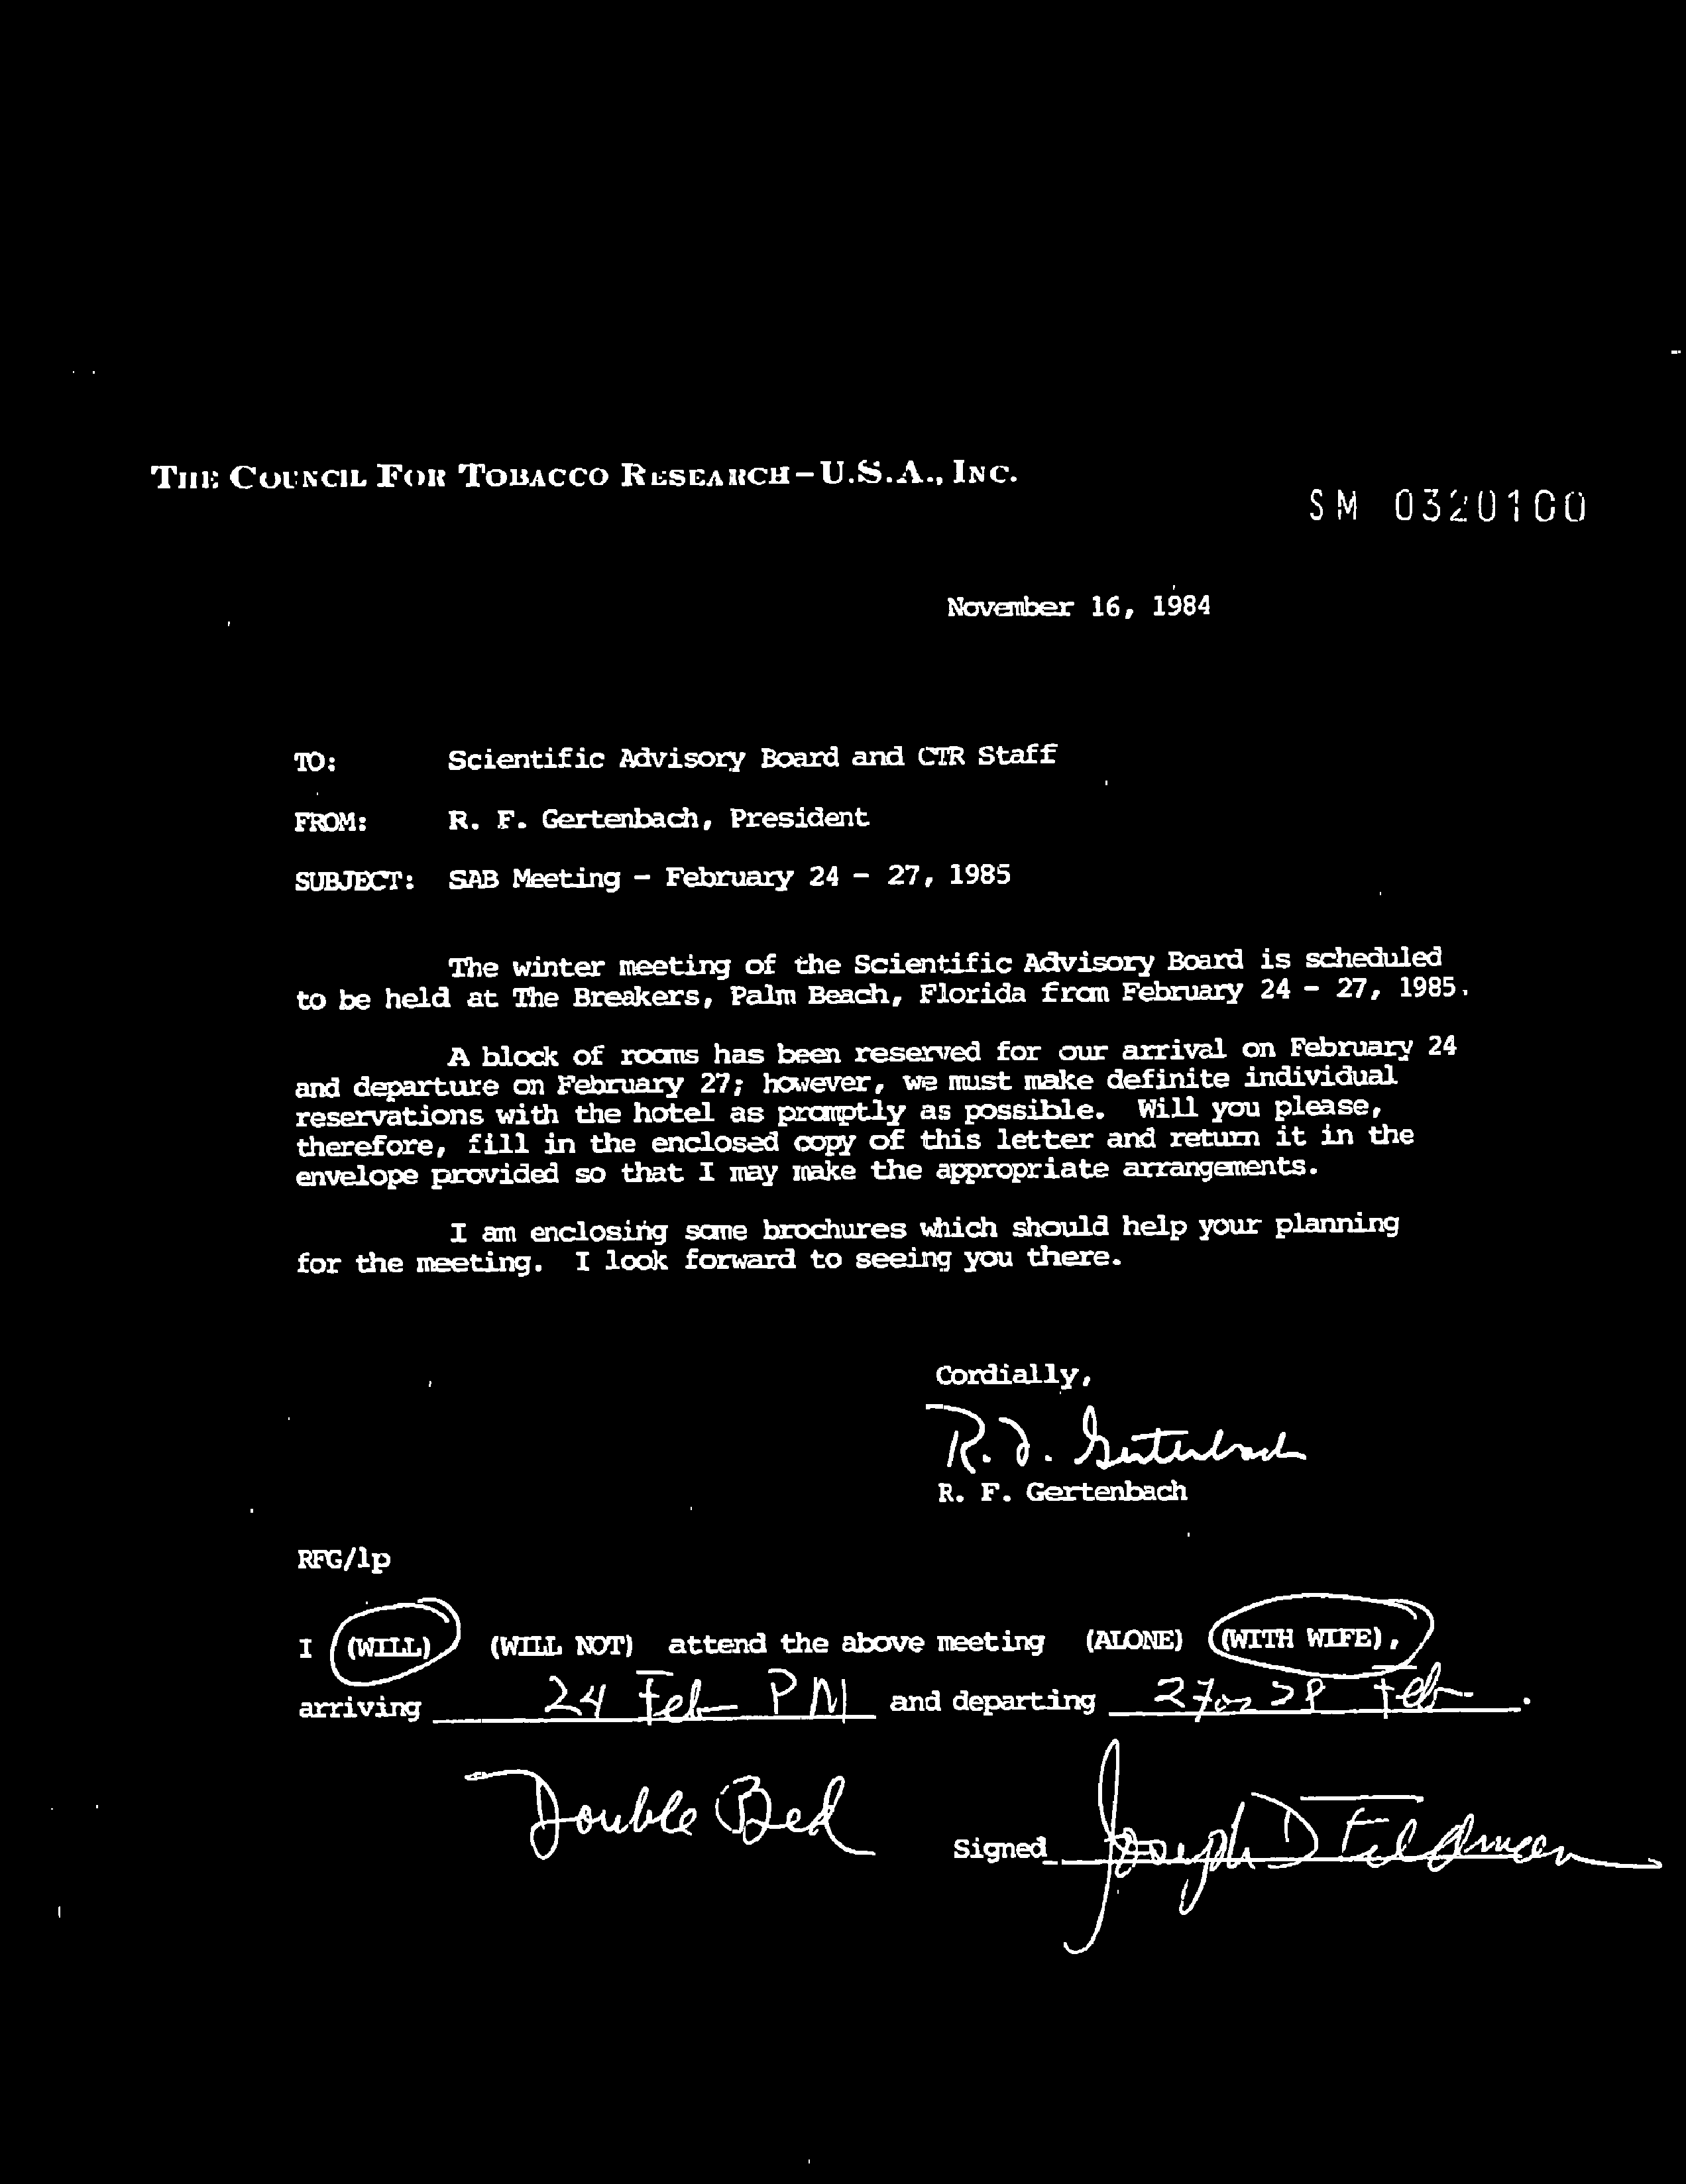 THE COUNCIL FOR TOBACCO RESEARCH-U.S.A., INC.
SM 0320100
November 16, 1984
TO: Scientific Advisory Board and CTR Staff
FROM: R. F. Gertenbach, President
SUBJECT: SAB Meeting - February 24 - 27, 1985
The winter meeting of the Scientific Advisory Board is scheduled
to be held at The Breakers, Palm Beach, Florida from February 24 - 27, 1985.
A block of rooms has been reserved for our arrival on February 24
and departure on February 27; however, we must make definite individual
reservations with the hotel as promptly as possible. Will you please,
therefore, fill in the enclosed copy of this letter and return it in the
envelope provided so that I may make the appropriate arrangements.
I am enclosing some brochures which should help your planning
for the meeting. I look forward to seeing you there.
Cordially,
R. F. Gertenbach
R. F. Gertenbach
RFG/lp
I (WILL) (WILL NOT) attend the above meeting (ALONE) (WITH WIFE),
arriving 24 Feb PM and departing 27 or 28 Feb.
Double Bed
Signed Joseph D Feldman